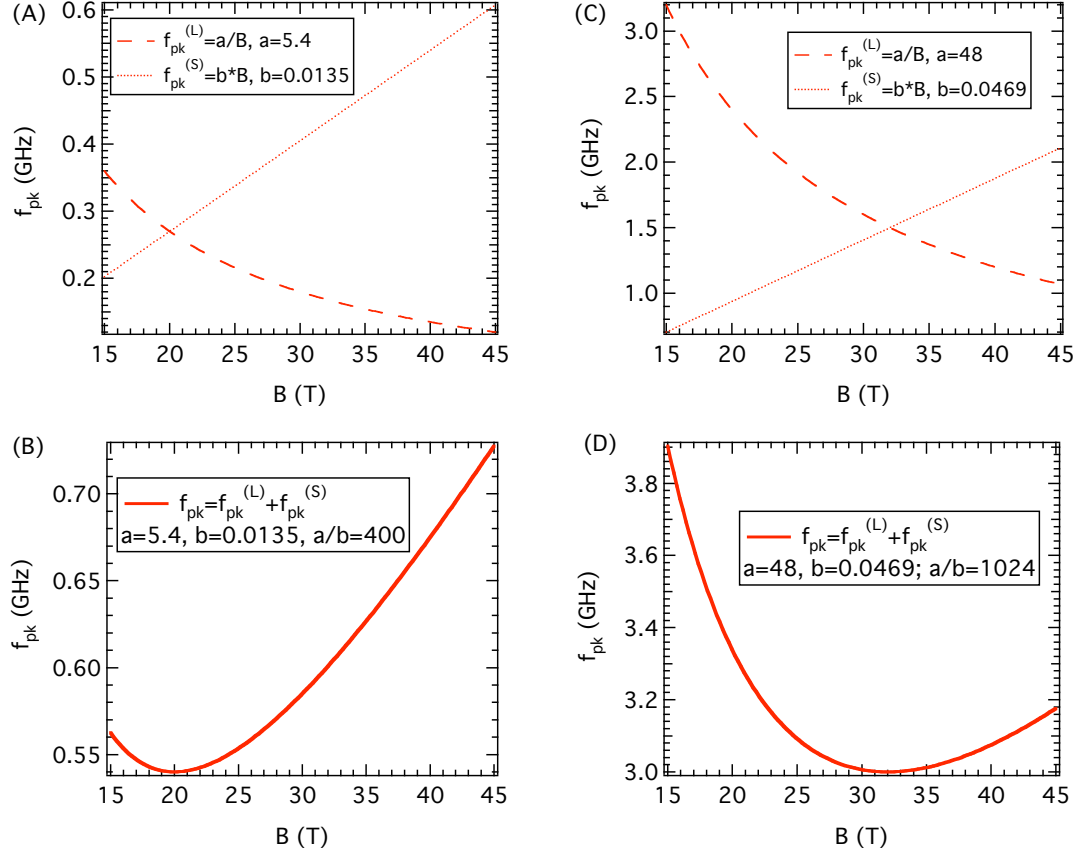 (A)
0.6
0.5
0.4
0.3
0.2
f_pk (GHz)
f_pk^(L)=a/B, a=5.4
f_pk^(S)=b*B, b=0.0135
15 20 25 30 35 40 45
B (T)
(C)
3.0
2.5
2.0
1.5
1.0
f_pk (GHz)
f_pk^(L)=a/B, a=48
f_pk^(S)=b*B, b=0.0469
15 20 25 30 35 40 45
B (T)
(B)
0.70
0.65
0.60
0.55
f_pk (GHz)
f_pk=f_pk^(L)+f_pk^(S)
a=5.4, b=0.0135, a/b=400
15 20 25 30 35 40 45
B (T)
(D)
3.8
3.6
3.4
3.2
3.0
f_pk (GHz)
f_pk=f_pk^(L)+f_pk^(S)
a=48, b=0.0469; a/b=1024
15 20 25 30 35 40 45
B (T)